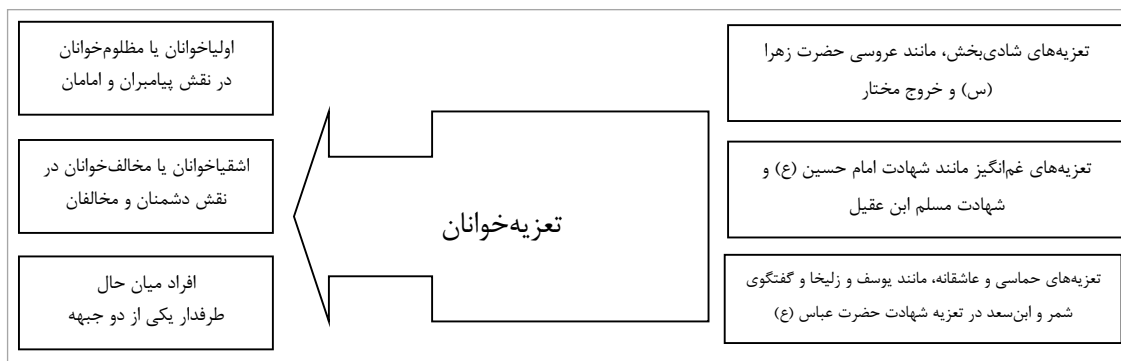 تعزیه‌های شادی‌بخش، مانند عروسی حضرت زهرا
(س) و خروج مختار
تعزیه‌های غم‌انگیز مانند شهادت امام حسین (ع) و
شهادت مسلم ابن عقیل
تعزیه‌های حماسی و عاشقانه، مانند یوسف و زلیخا و گفتگوی
شمر و ابن‌سعد در تعزیه شهادت حضرت عباس (ع)
تعزیه‌خوانان
اولیاخوانان یا مظلوم‌خوانان
در نقش پیامبران و امامان
اشقیاخوانان یا مخالف‌خوانان در
نقش دشمنان و مخالفان
افراد میان حال
طرفدار یکی از دو جبهه